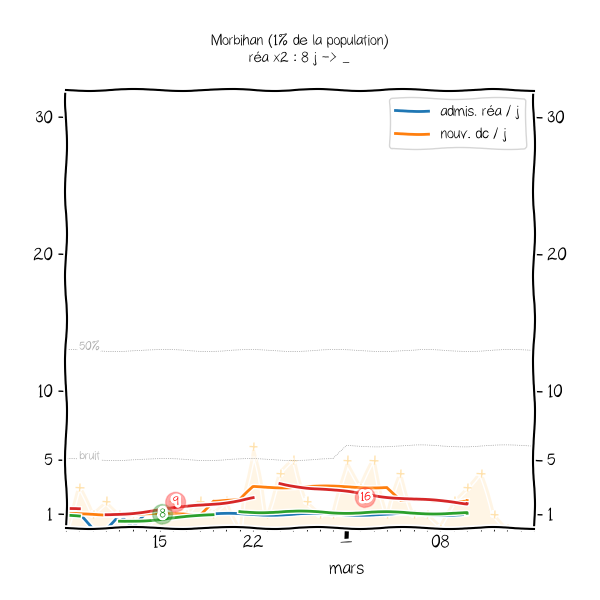 Morbihan (1% de la population)
réa x2 : 8 j -> _
admis. réa / j
nouv. dc / j
30 30
20 20
50%
10 10
bruit
5 5
9
16
8
1 1
15 22 1 08
mars